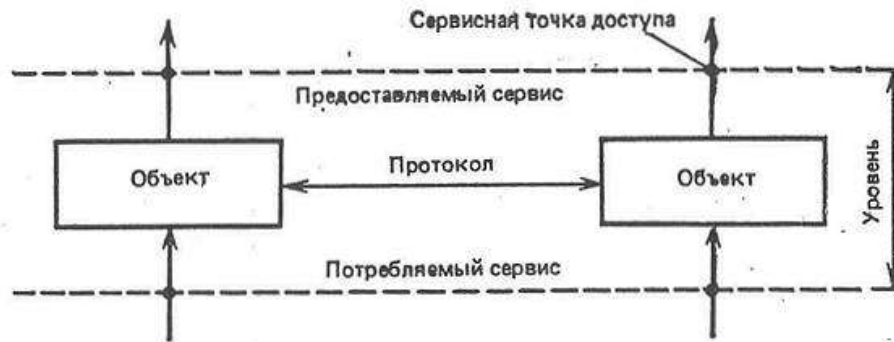 Сервисная точка доступа
Предоставляемый сервис
Объект
Протокол
Объект
Уровень
Потребляемый сервис